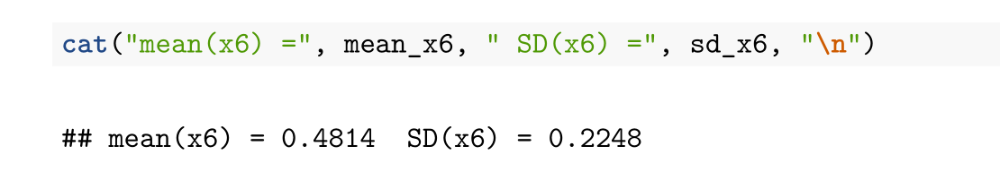 cat("mean(x6) =", mean_x6, " SD(x6) =", sd_x6, "\n")
## mean(x6) = 0.4814  SD(x6) = 0.2248